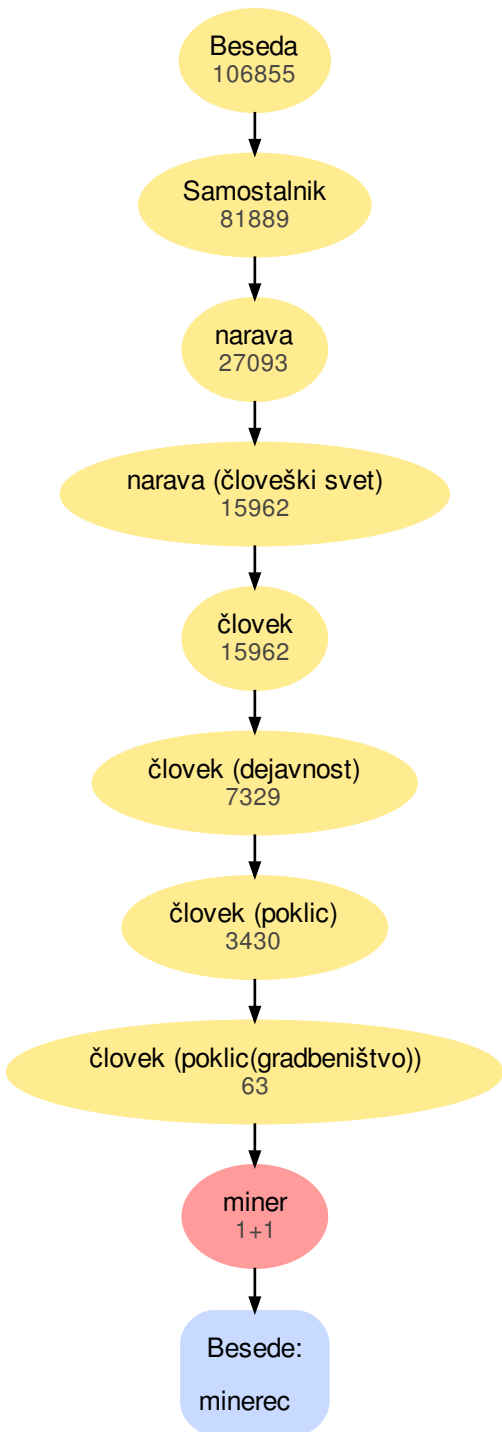 Beseda
106855
Samostalnik
81889
narava
27093
narava (človeški svet)
15962
človek
15962
človek (dejavnost)
7329
človek (poklic)
3430
človek (poklic(gradbeništvo))
63
miner
1+1
Besede:
minerec